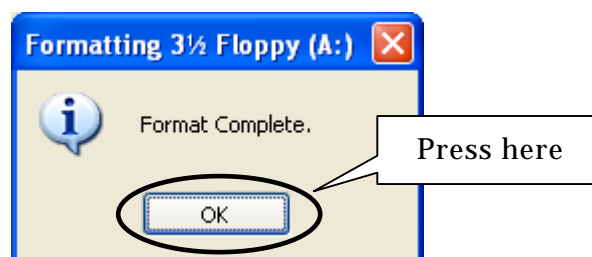 Formatting 3½ Floppy (A:)
Format Complete.
Press here
OK